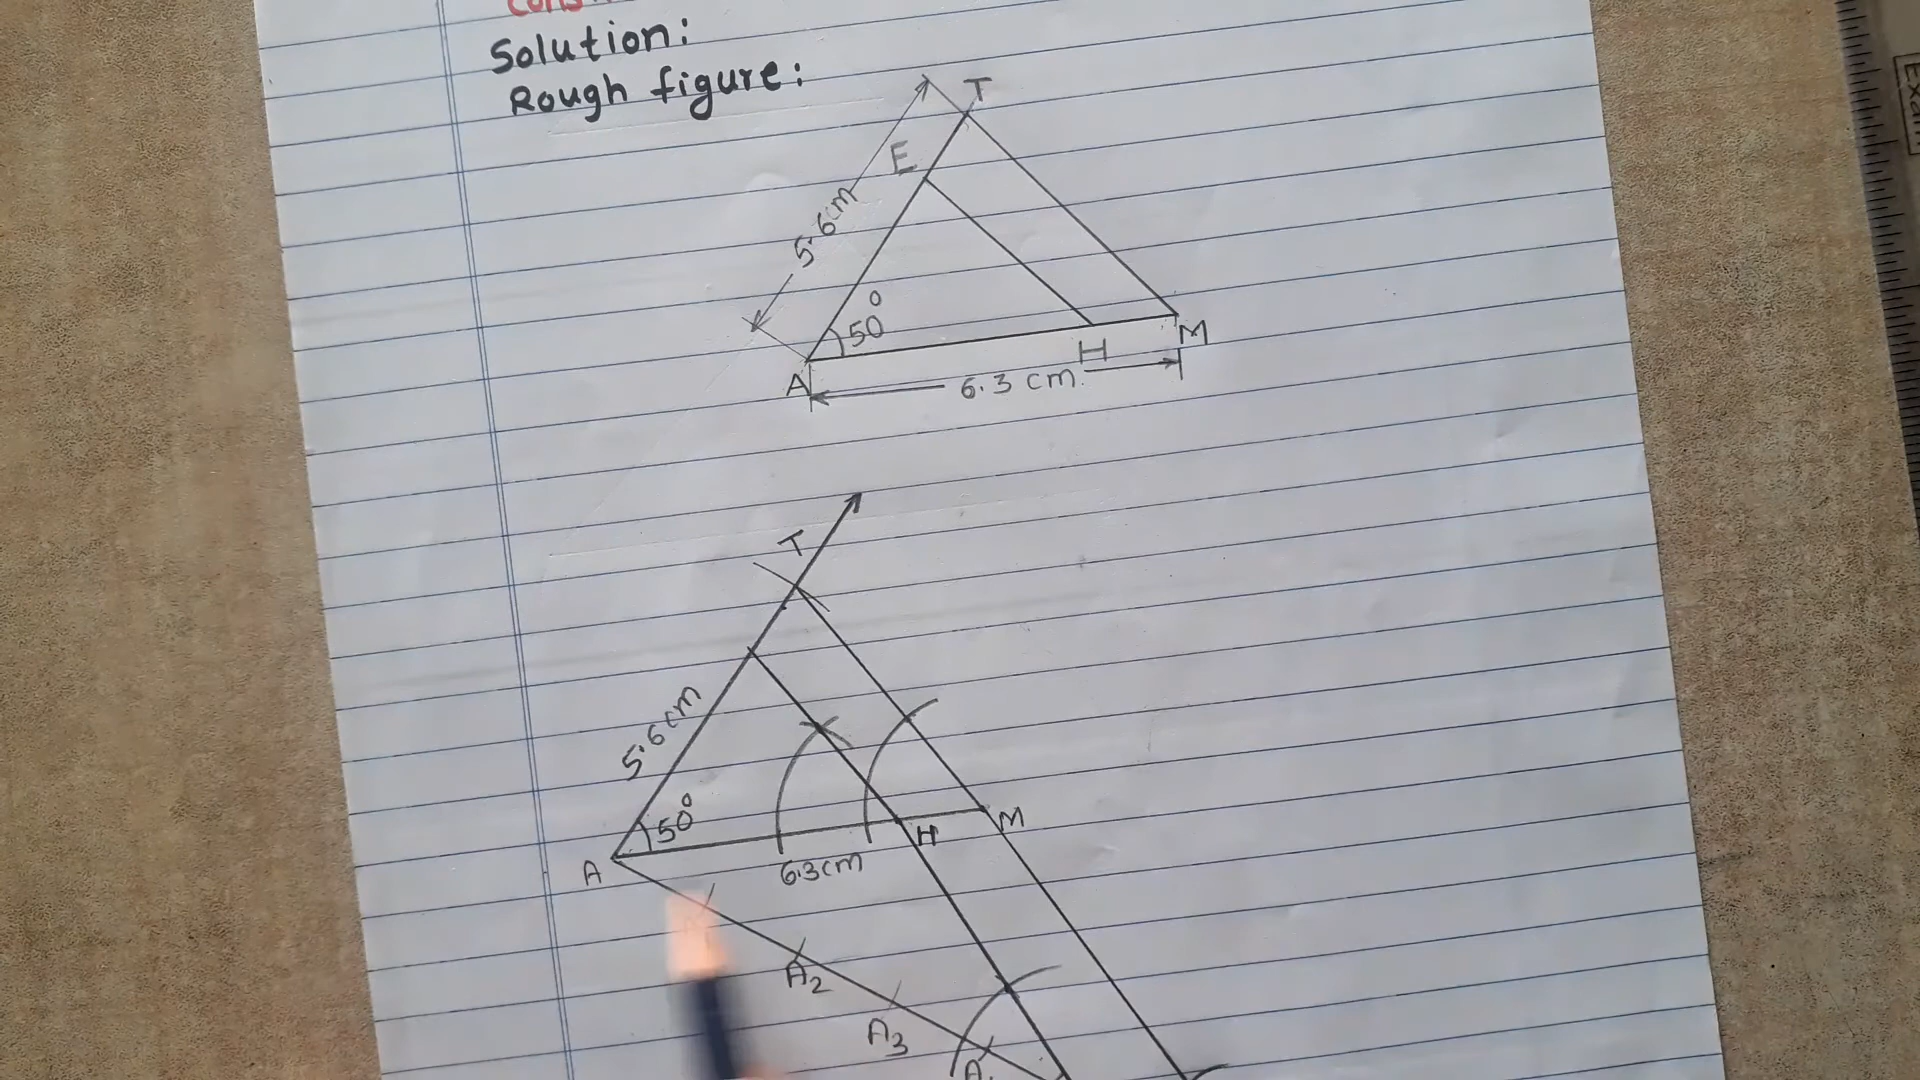 Solution:
Rough figure:
T
E
5.6cm
50°
A
H
M
6.3 cm.
T
5.6cm
50°
A
H
M
6.3cm
A2
A3